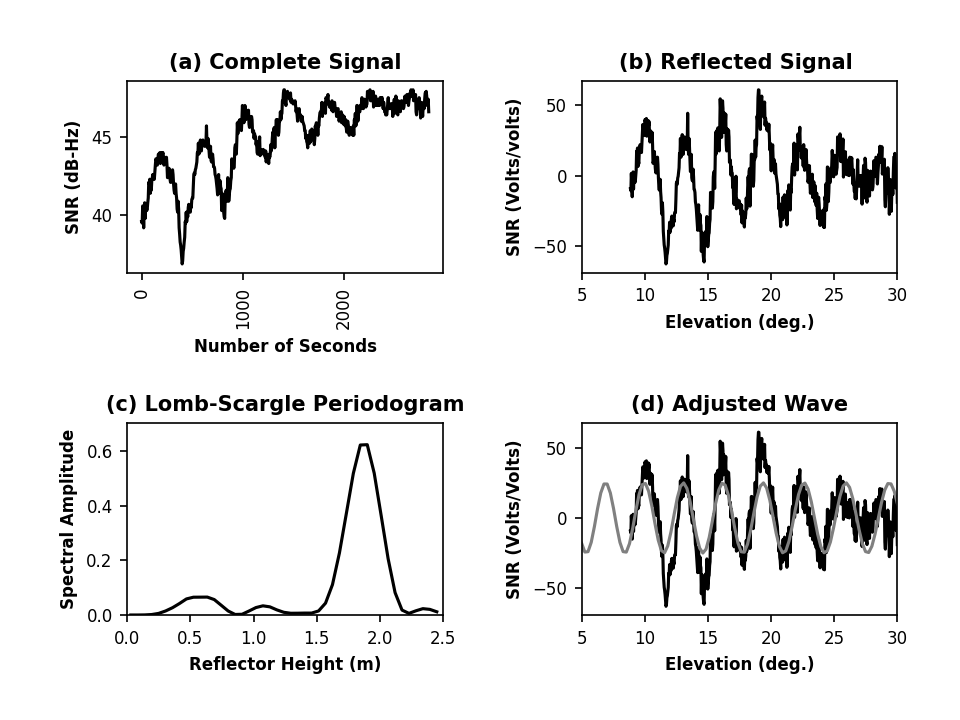 (a) Complete Signal
SNR (dB-Hz)
45
40
0
1000
2000
Number of Seconds
(b) Reflected Signal
SNR (Volts/volts)
50
0
−50
5 10 15 20 25 30
Elevation (deg.)
(c) Lomb-Scargle Periodogram
Spectral Amplitude
0.6
0.4
0.2
0.0
0.0 0.5 1.0 1.5 2.0 2.5
Reflector Height (m)
(d) Adjusted Wave
SNR (Volts/Volts)
50
0
−50
5 10 15 20 25 30
Elevation (deg.)